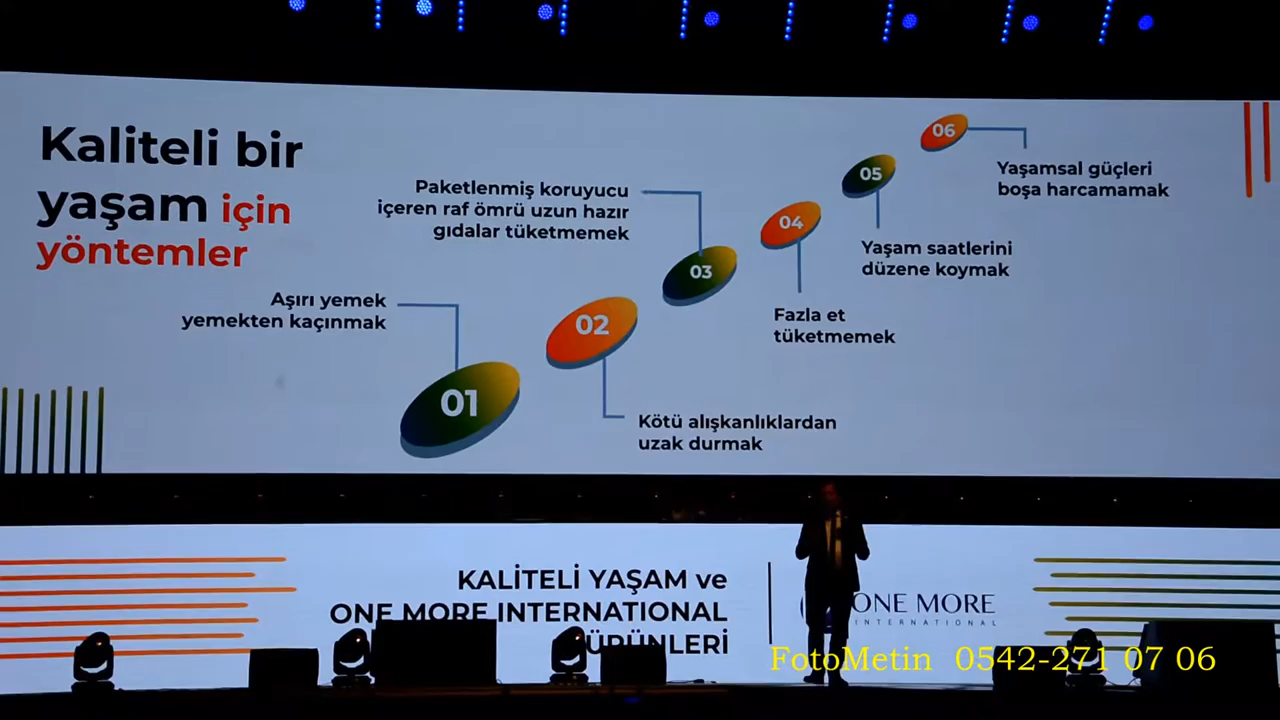 Kaliteli bir
yaşam için
yöntemler
01
Aşırı yemek
yemekten kaçınmak
02
Kötü alışkanlıklardan
uzak durmak
03
Paketlenmiş koruyucu
içeren raf ömrü uzun hazır
gıdalar tüketmemek
04
Fazla et
tüketmemek
05
Yaşam saatlerini
düzene koymak
06
Yaşamsal güçleri
boşa harcamamak
KALİTELİ YAŞAM ve
ONE MORE INTERNATIONAL
ÜRÜNLERİ
ONE MORE
INTERNATIONAL
FotoMetin 0542-271 07 06